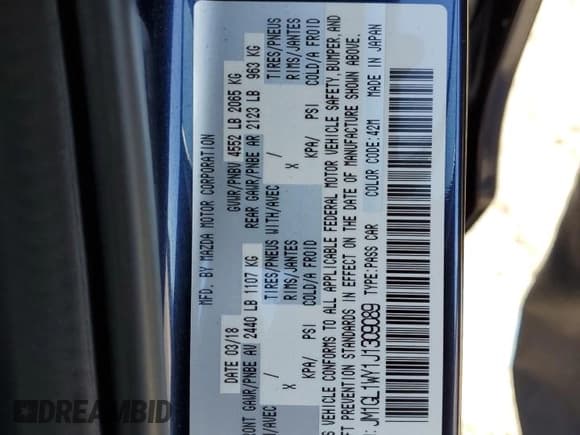 MFD. BY MAZDA MOTOR CORPORATION
DATE 03/18 GVWR/PNBV 4552 LB 2065 KG
FRONT GAWR/PNBE AV 2440 LB 1107 KG REAR GAWR/PNBE AR 2123 LB 963 KG
/AVEC TIRES/PNEUS WITH/AVEC TIRES/PNEUS
X RIMS/JANTES X RIMS/JANTES
KPA/ PSI COLD/A FROID KPA/ PSI COLD/A FROID
S VEHICLE CONFORMS TO ALL APPLICABLE FEDERAL MOTOR VEHICLE SAFETY, BUMPER, AND
PREVENTION STANDARDS IN EFFECT ON THE DATE OF MANUFACTURE SHOWN ABOVE.
: JM1GL1WY1J1309089 TYPE:PASS CAR COLOR CODE:42M MADE IN JAPAN
DREAMBID